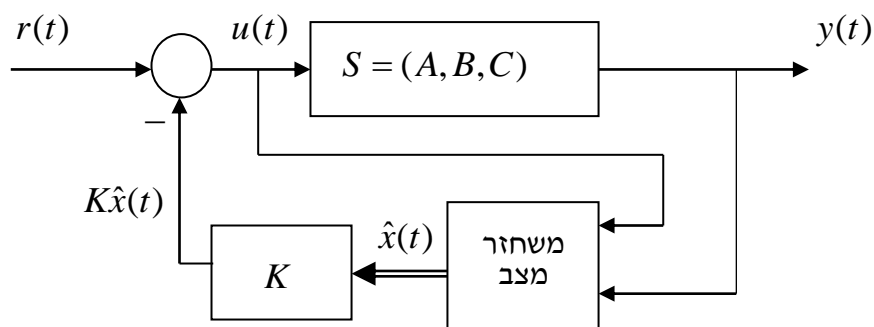 r(t)
u(t)
S = (A, B, C)
y(t)
−
Kx̂(t)
K
x̂(t)
משחזר
מצב